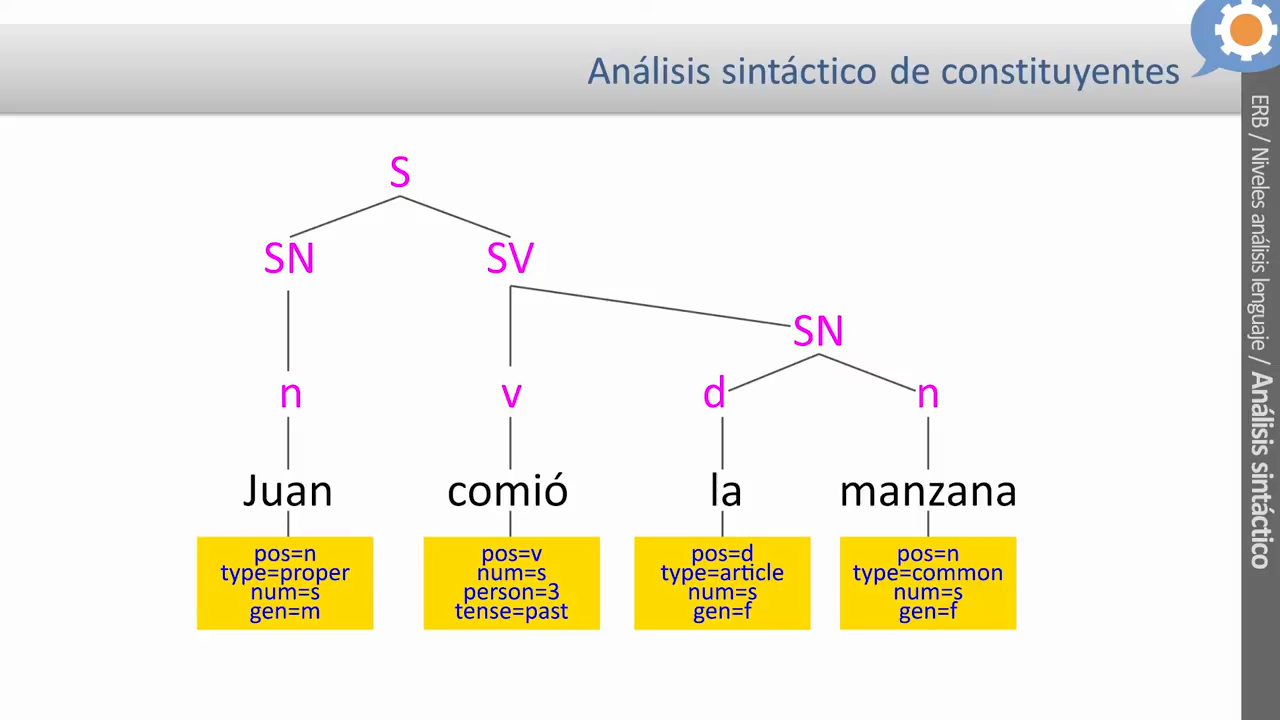 Análisis sintáctico de constituyentes
S
SN SV
SN
n v d n
Juan comió la manzana
pos=n
type=proper
num=s
gen=m
pos=v
num=s
person=3
tense=past
pos=d
type=article
num=s
gen=f
pos=n
type=common
num=s
gen=f
ERB / Niveles análisis lenguaje / Análisis sintáctico